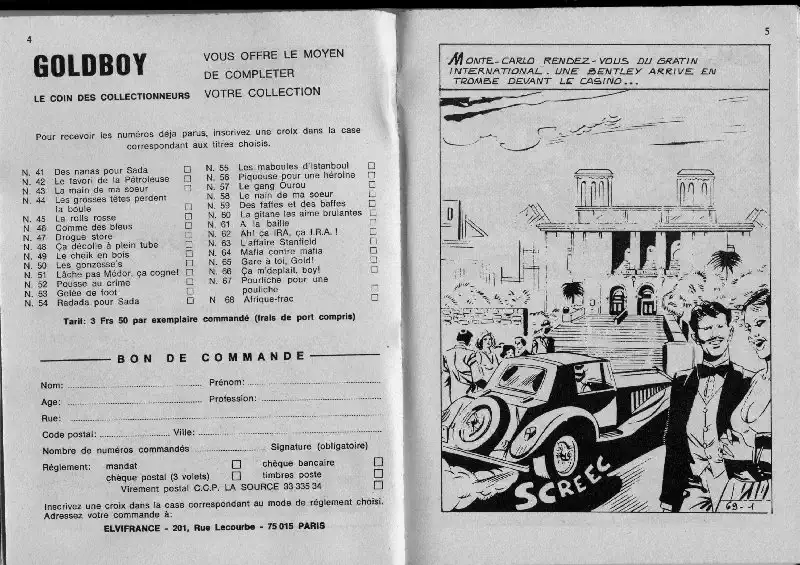 4
GOLDBOY
LE COIN DES COLLECTIONNEURS
VOUS OFFRE LE MOYEN
DE COMPLETER
VOTRE COLLECTION
Pour recevoir les numéros déja parus, inscrivez une croix dans la case
correspondant aux titres choisis.
N. 41 Des nanas pour Sada
N. 42 Le favori de la Pétroleuse
N. 43 La main de ma soeur
N. 44 Les grosses têtes perdent
la boule
N. 45 La rolls rosse
N. 46 Comme des bleus
N. 47 Drogue store
N. 48 Ça décolle à plein tube
N. 49 Le cheik en bois
N. 50 Les gonzesse's
N. 51 Lâche pas Médor, ça cogne!
N. 52 Pousse au crime
N. 53 Gelée de foot
N. 54 Radada pour Sada
N. 55 Les maboules d'Istanboul
N. 56 Piquouse pour une héroïne
N. 57 Le gang Ourou
N. 58 Le nain de ma soeur
N. 59 Des taffes et des baffes
N. 60 La gitane les aime brulantes
N. 61 A la baille
N. 62 Ah! ça IRA, ça I.R.A. !
N. 63 L'affaire Stanfield
N. 64 Mafia contre mafia
N. 65 Gare a toi, Gold!
N. 66 Ça m'deplait, boy!
N. 67 Pourliche pour une
pouliche
N 68 Afrique-frac
Tarif: 3 Frs 50 par exemplaire commandé (frais de port compris)
BON DE COMMANDE
Nom: Prénom:
Age: Profession:
Rue:
Code postal: Ville:
Nombre de numéros commandés Signature (obligatoire)
Réglement: mandat chèque bancaire
chèque postal (3 volets) timbres poste
Virement postal C.C.P. LA SOURCE 33 335 34
Inscrivez une croix dans la case correspondant au mode de réglement choisi.
Adressez votre commande à:
ELVIFRANCE - 201, Rue Lecourbe - 75015 PARIS
5
MONTE-CARLO RENDEZ-VOUS DU GRATIN
INTERNATIONAL. UNE BENTLEY ARRIVE EN
TROMBE DEVANT LE CASINO...
SCREEC
69-1